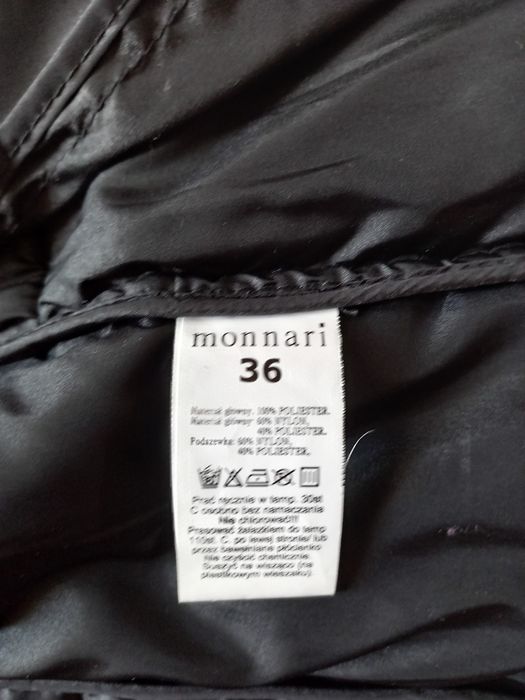 monnari
36
Materiał główny: 100% POLIESTER.
Materiał główny: 60% NYLON,
40% POLIESTER.
Podszewka: 60% NYLON,
40% POLIESTER,
Prać ręcznie w temp. 30st
C osobno bez namaczania
Nie chlorować!!!
Prasować żelazkiem do temp
110st. C. po lewej stronie/ lub
przez bawełniane płócienko
Nie czyścić chemicznie
Suszyć na wisząco (na
plastikowym wieszaku).